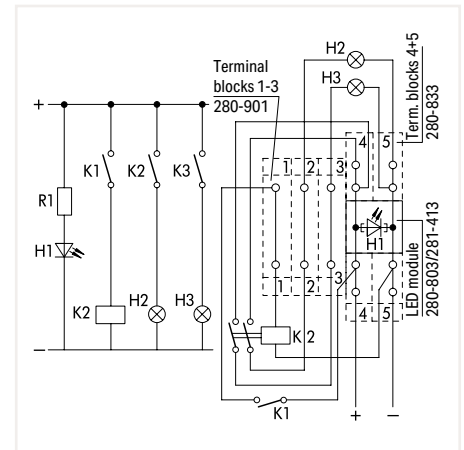 H2
H3
Terminal
blocks 1-3
280-901
Term. blocks 4+5
280-833
+
K1
K2
K3
1
2
3
4
5
R1
H1
H1
LED module
280-803/281-413
K2
H2
H3
1
2
3
4
5
K 2
K1
–
+
–